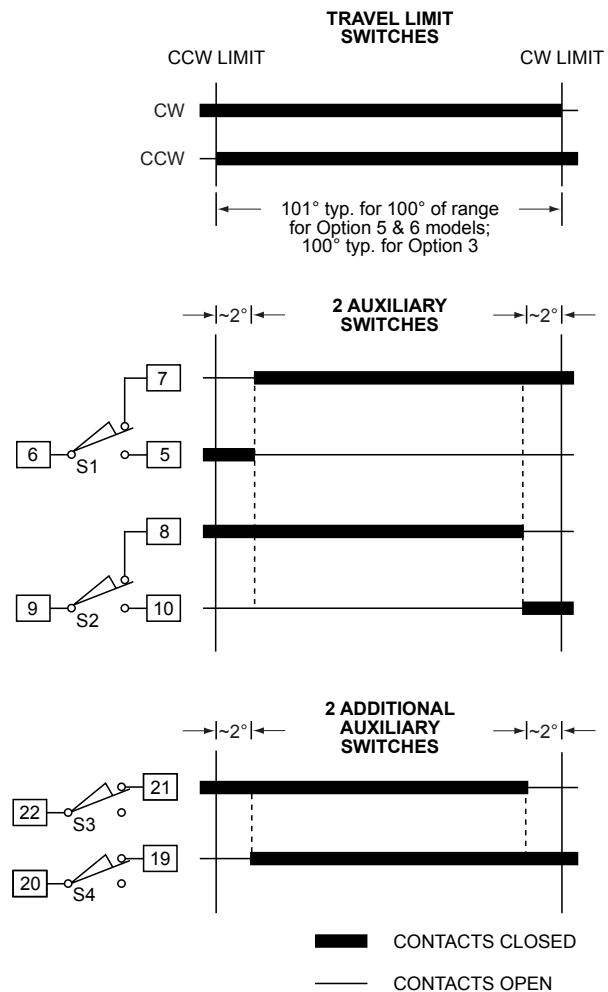 TRAVEL LIMIT
SWITCHES
CCW LIMIT
CW LIMIT
CW
CCW
101° typ. for 100° of range
for Option 5 & 6 models;
100° typ. for Option 3
2 AUXILIARY
SWITCHES
~2°
~2°
7
6
S1
5
8
9
S2
10
2 ADDITIONAL
AUXILIARY
SWITCHES
~2°
~2°
21
22
S3
19
20
S4
CONTACTS CLOSED
CONTACTS OPEN